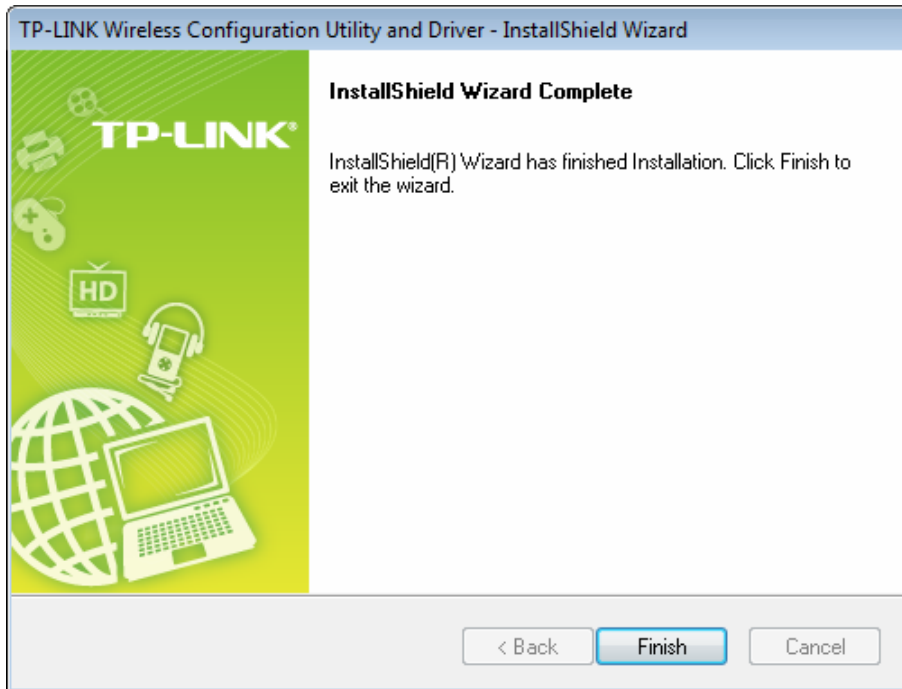 TP-LINK Wireless Configuration Utility and Driver - InstallShield Wizard
InstallShield Wizard Complete
TP-LINK®
InstallShield(R) Wizard has finished Installation. Click Finish to
exit the wizard.
HD
< Back
Finish
Cancel